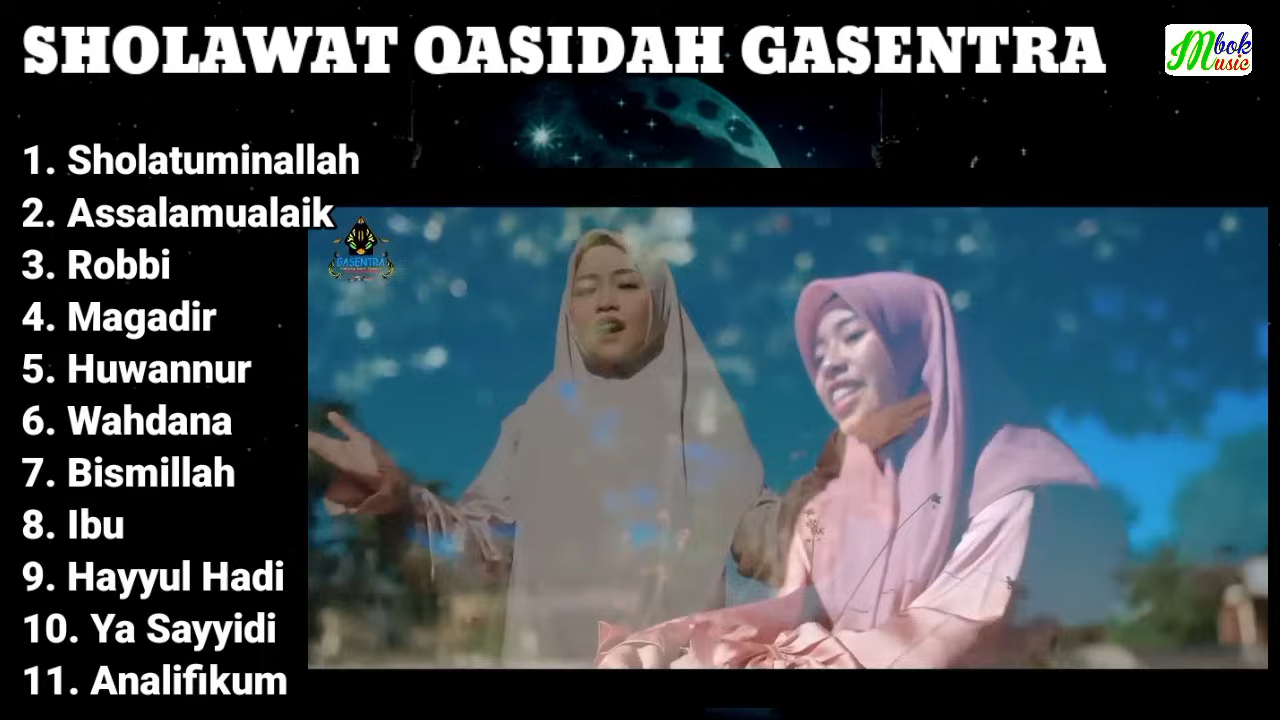 SHOLAWAT QASIDAH GASENTRA
Mbok
Music
1. Sholatuminallah
2. Assalamualaik
3. Robbi
4. Magadir
5. Huwannur
6. Wahdana
7. Bismillah
8. Ibu
9. Hayyul Hadi
10. Ya Sayyidi
11. Analifikum
GASENTRA